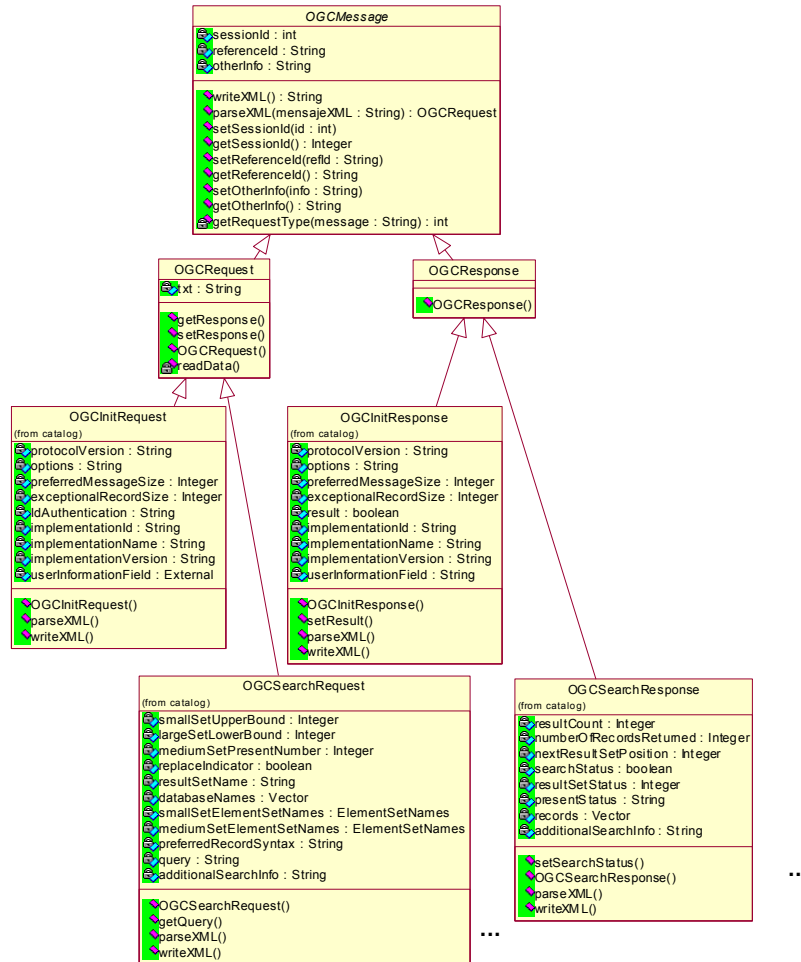 OGCMessage
sessionId : int
referenceId : String
otherInfo : String
writeXML() : String
parseXML(mensajeXML : String) : OGCRequest
setSessionId(id : int)
getSessionId() : Integer
setReferenceId(refId : String)
getReferenceId() : String
setOtherInfo(info : String)
getOtherInfo() : String
getRequestType(message : String) : int
OGCRequest
txt : String
getResponse()
setResponse()
OGCRequest()
readData()
OGCResponse
OGCResponse()
OGCInitRequest
(from catalog)
protocolVersion : String
options : String
preferredMessageSize : Integer
exceptionalRecordSize : Integer
IdAuthentication : String
implementationId : String
implementationName : String
implementationVersion : String
userInformationField : External
OGCInitRequest()
parseXML()
writeXML()
OGCInitResponse
(from catalog)
protocolVersion : String
options : String
preferredMessageSize : Integer
exceptionalRecordSize : Integer
result : boolean
implementationId : String
implementationName : String
implementationVersion : String
userInformationField : String
OGCInitResponse()
setResult()
parseXML()
writeXML()
OGCSearchRequest
(from catalog)
smallSetUpperBound : Integer
largeSetLowerBound : Integer
mediumSetPresentNumber : Integer
replaceIndicator : boolean
resultSetName : String
databaseNames : Vector
smallSetElementSetNames : ElementSetNames
mediumSetElementSetNames : ElementSetNames
preferredRecordSyntax : String
query : String
additionalSearchInfo : String
OGCSearchRequest()
getQuery()
parseXML()
writeXML()
...
OGCSearchResponse
(from catalog)
resultCount : Integer
numberOfRecordsReturned : Integer
nextResultSetPosition : Integer
searchStatus : boolean
resultSetStatus : Integer
presentStatus : String
records : Vector
additionalSearchInfo : String
setSearchStatus()
OGCSearchResponse()
parseXML()
writeXML()
..